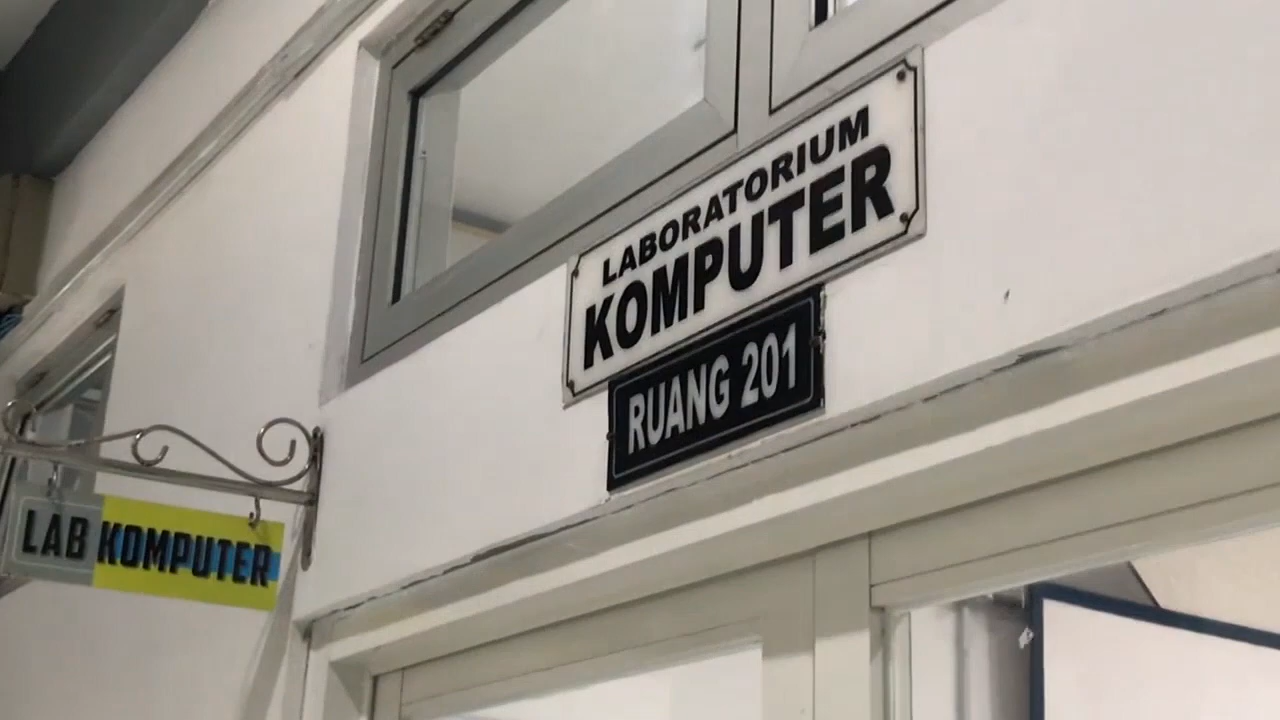 LABORATORIUM
KOMPUTER
RUANG 201
LAB KOMPUTER